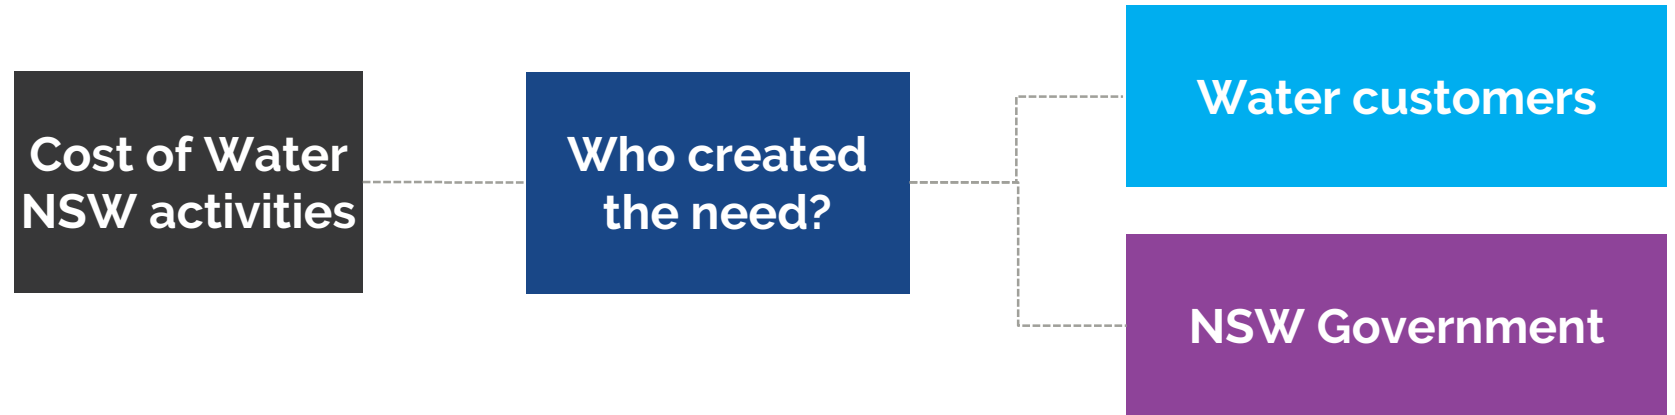 Cost of Water
NSW activities
Who created
the need?
Water customers
NSW Government